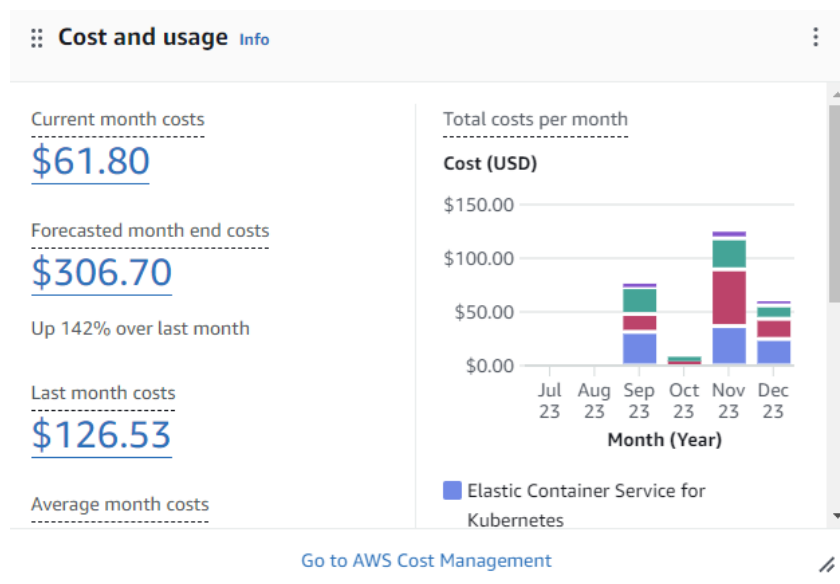 Cost and usage Info
Current month costs
$61.80
Forecasted month end costs
$306.70
Up 142% over last month
Last month costs
$126.53
Average month costs
Total costs per month
Cost (USD)
$150.00
$100.00
$50.00
$0.00
Jul Aug Sep Oct Nov Dec
23 23 23 23 23 23
Month (Year)
Elastic Container Service for
Kubernetes
Go to AWS Cost Management